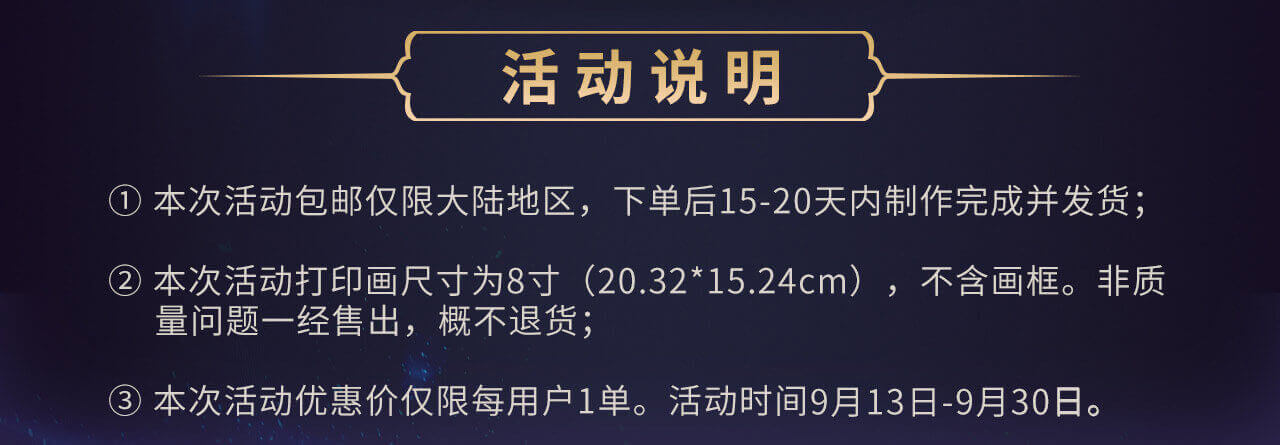 活动说明
① 本次活动包邮仅限大陆地区，下单后15-20天内制作完成并发货；
② 本次活动打印画尺寸为8寸（20.32*15.24cm），不含画框。非质
量问题一经售出，概不退货；
③ 本次活动优惠价仅限每用户1单。活动时间9月13日-9月30日。